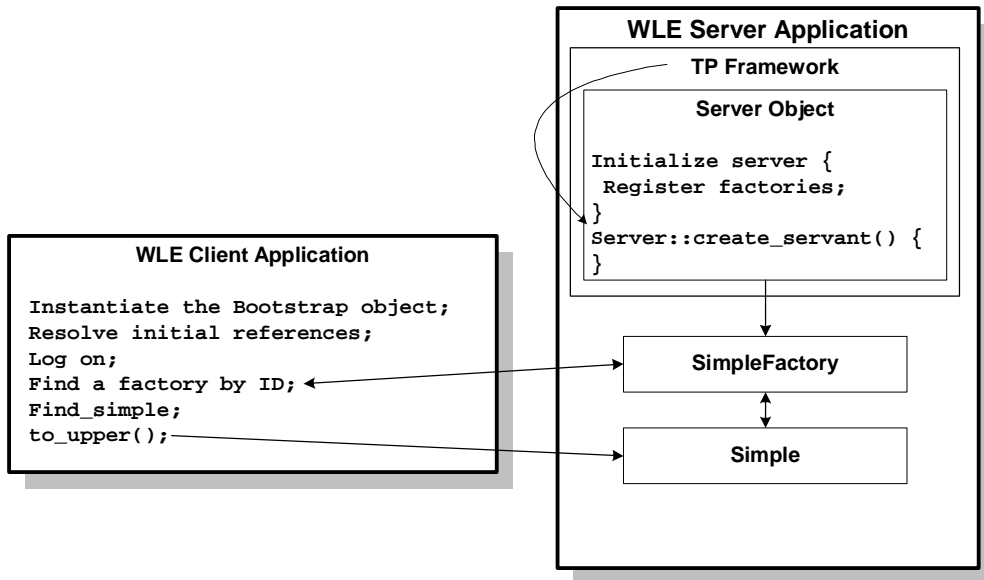 WLE Server Application
TP Framework
Server Object
Initialize server {
Register factories;
}
Server::create_servant() {
}
WLE Client Application
Instantiate the Bootstrap object;
Resolve initial references;
Log on;
Find a factory by ID;
Find_simple;
to_upper();
SimpleFactory
Simple